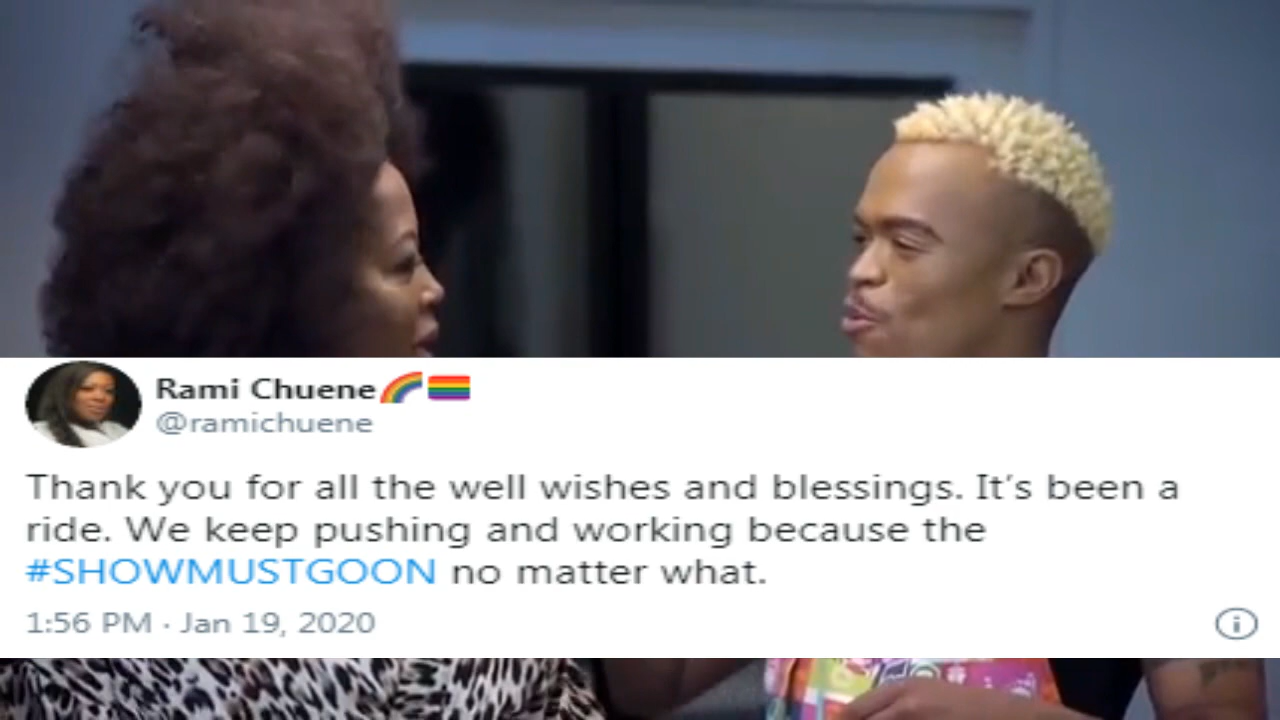 Rami Chuene🌈🏳️‍🌈
@ramichuene
Thank you for all the well wishes and blessings. It’s been a
ride. We keep pushing and working because the
#SHOWMUSTGOON no matter what.
1:56 PM · Jan 19, 2020